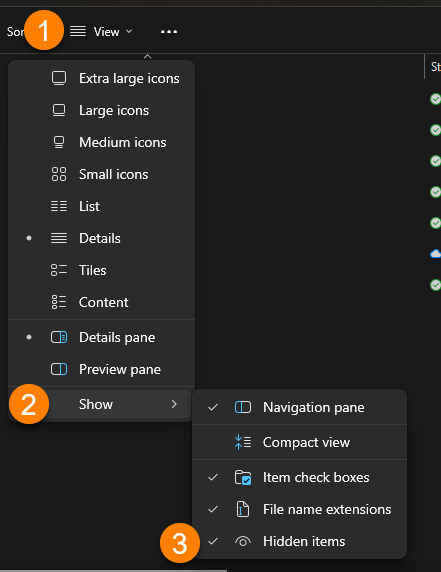 Sor
1
View
St
Extra large icons
Large icons
Medium icons
Small icons
List
Details
Tiles
Content
Details pane
Preview pane
2
Show
Navigation pane
Compact view
Item check boxes
File name extensions
3
Hidden items